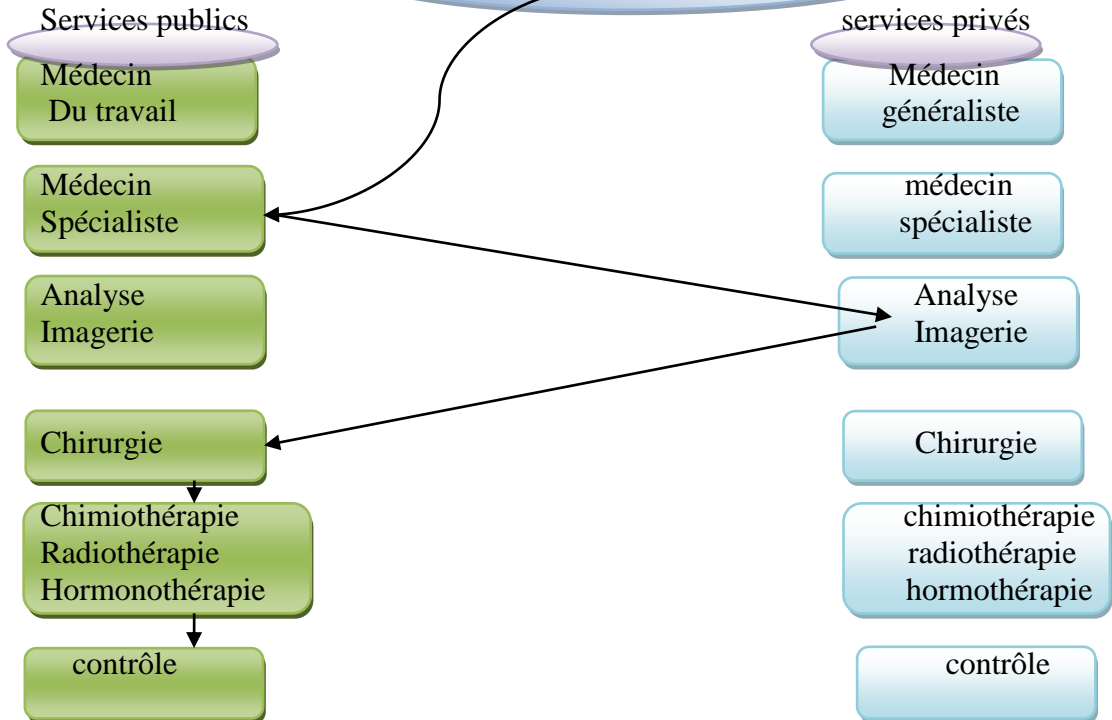 Services publics
services privés
Médecin
Du travail
Médecin
généraliste
Médecin
Spécialiste
médecin
spécialiste
Analyse
Imagerie
Analyse
Imagerie
Chirurgie
Chirurgie
Chimiothérapie
Radiothérapie
Hormonothérapie
chimiothérapie
radiothérapie
hormothérapie
contrôle
contrôle